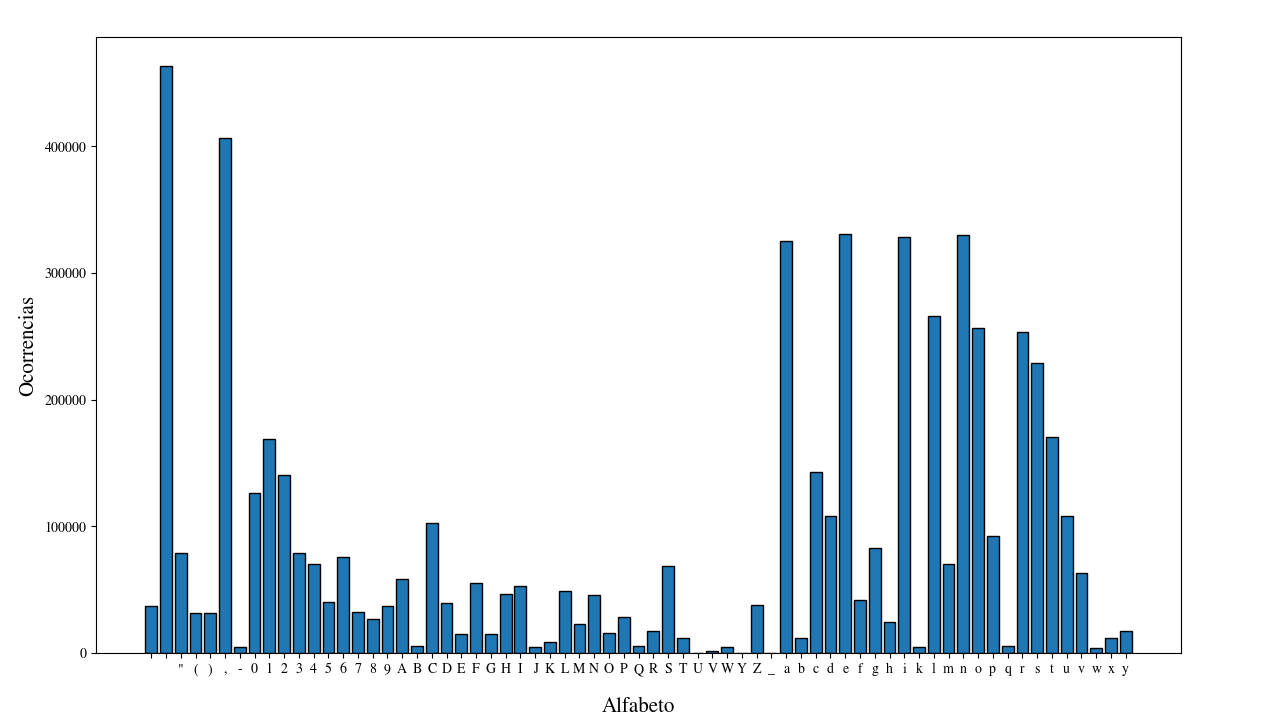 400000
300000
200000
100000
0
Ocorrencias
" ( ) , - 0 1 2 3 4 5 6 7 8 9 A B C D E F G H I J K L M N O P Q R S T U V W Y Z _ a b c d e f g h i k l m n o p q r s t u v w x y
Alfabeto